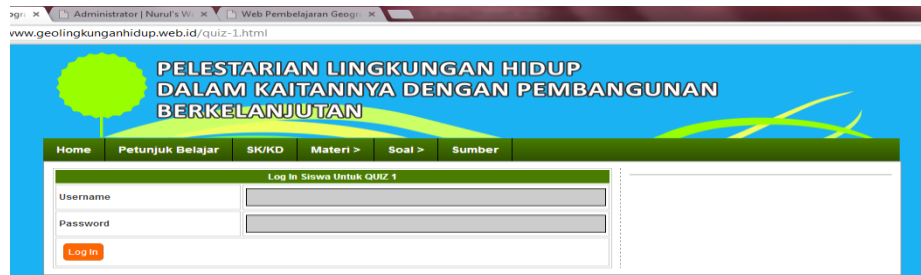 Administrator | Nurul's W
Web Pembelajaran Geogr
www.geolingkunganhidup.web.id/quiz-1.html
PELESTARIAN LINGKUNGAN HIDUP
DALAM KAITANNYA DENGAN PEMBANGUNAN
BERKELANJUTAN
Home Petunjuk Belajar SK/KD Materi > Soal > Sumber
Log In Siswa Untuk QUIZ 1
Username
Password
Log In